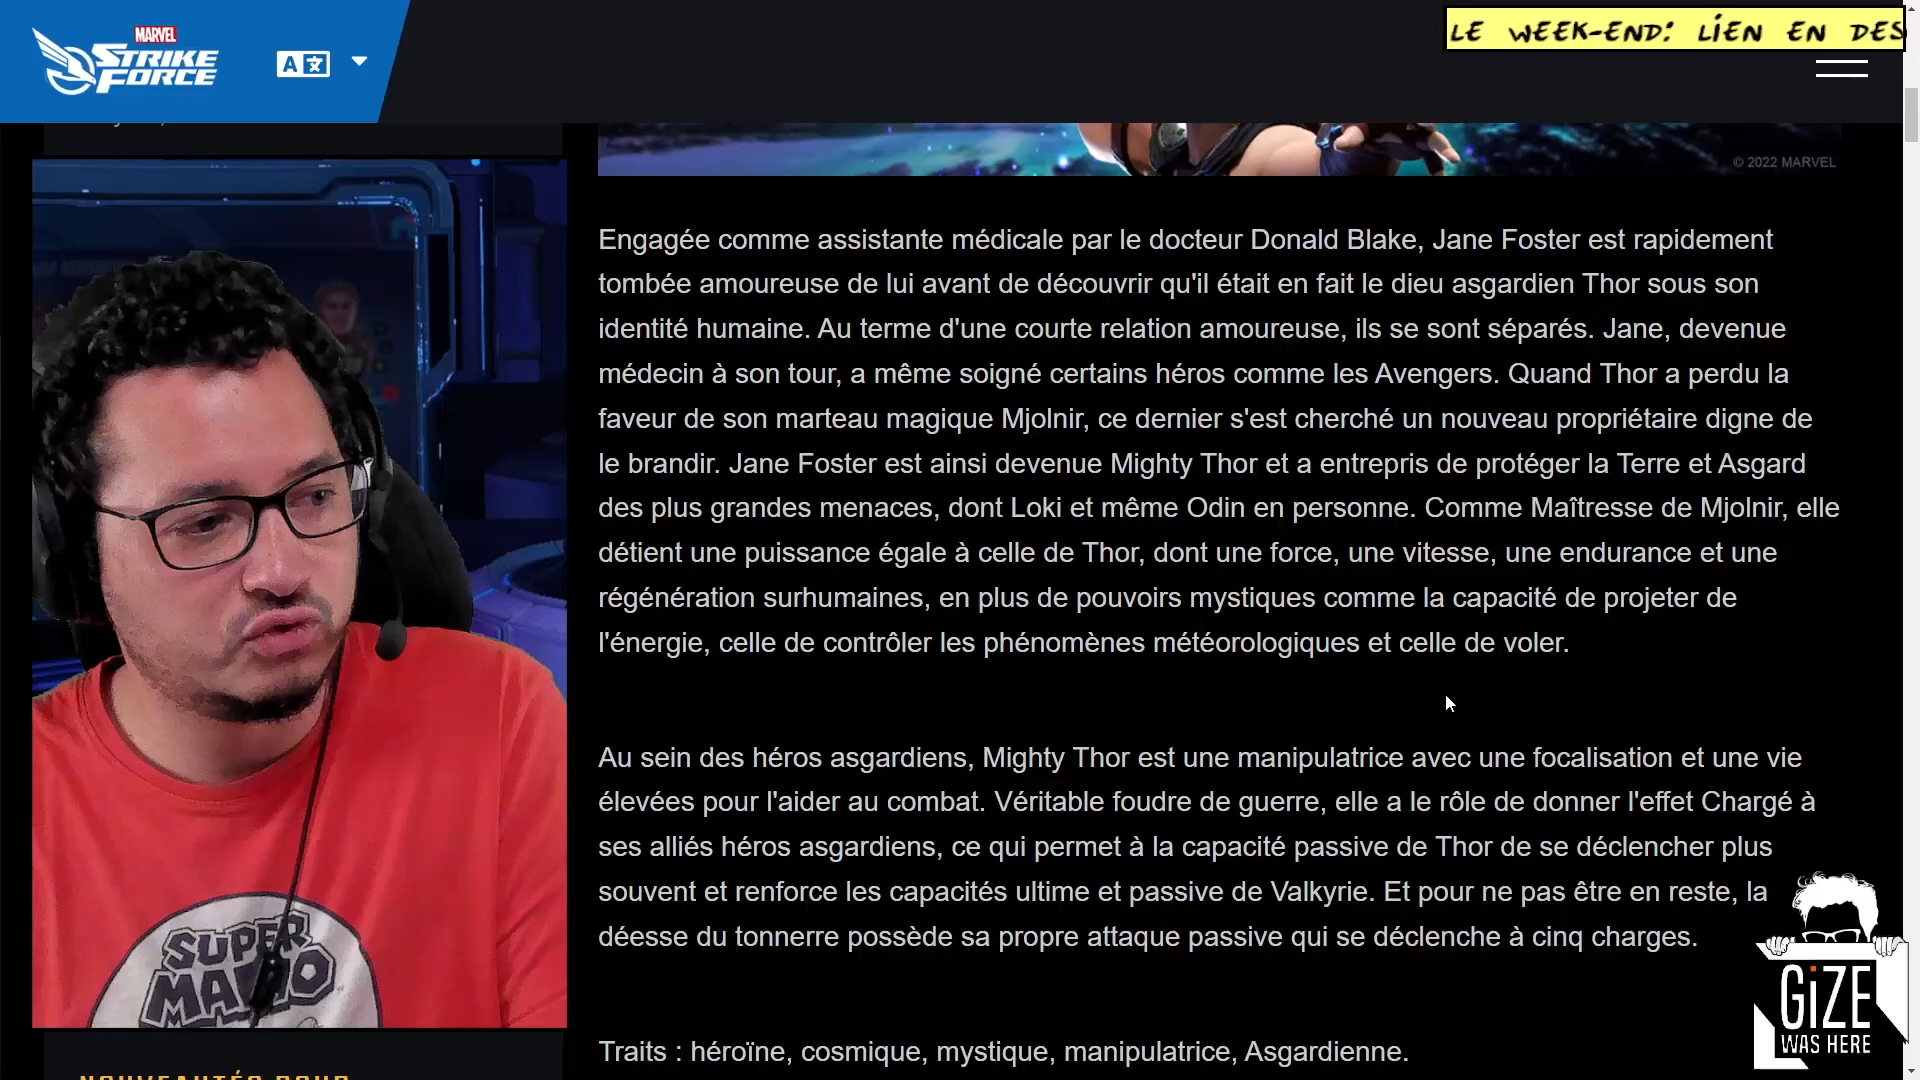 MARVEL
STRIKE
FORCE
LE WEEK-END: LIEN EN DES
© 2022 MARVEL
Engagée comme assistante médicale par le docteur Donald Blake, Jane Foster est rapidement
tombée amoureuse de lui avant de découvrir qu'il était en fait le dieu asgardien Thor sous son
identité humaine. Au terme d'une courte relation amoureuse, ils se sont séparés. Jane, devenue
médecin à son tour, a même soigné certains héros comme les Avengers. Quand Thor a perdu la
faveur de son marteau magique Mjolnir, ce dernier s'est cherché un nouveau propriétaire digne de
le brandir. Jane Foster est ainsi devenue Mighty Thor et a entrepris de protéger la Terre et Asgard
des plus grandes menaces, dont Loki et même Odin en personne. Comme Maîtresse de Mjolnir, elle
détient une puissance égale à celle de Thor, dont une force, une vitesse, une endurance et une
régénération surhumaines, en plus de pouvoirs mystiques comme la capacité de projeter de
l'énergie, celle de contrôler les phénomènes météorologiques et celle de voler.
Au sein des héros asgardiens, Mighty Thor est une manipulatrice avec une focalisation et une vie
élevées pour l'aider au combat. Véritable foudre de guerre, elle a le rôle de donner l'effet Chargé à
ses alliés héros asgardiens, ce qui permet à la capacité passive de Thor de se déclencher plus
souvent et renforce les capacités ultime et passive de Valkyrie. Et pour ne pas être en reste, la
déesse du tonnerre possède sa propre attaque passive qui se déclenche à cinq charges.
Traits : héroïne, cosmique, mystique, manipulatrice, Asgardienne.
SUPER
MARIO
GiZE
WAS HERE
NOUVEAUTÉS POUR